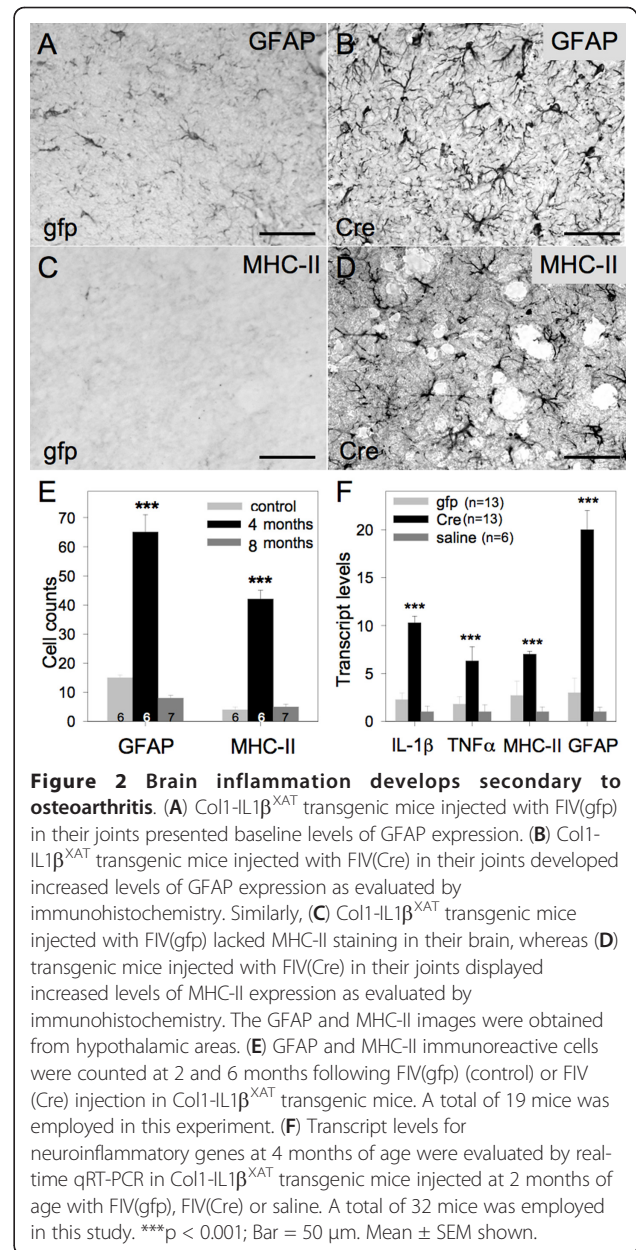 A GFAP
B GFAP
gfp
Cre
C MHC-II
D MHC-II
gfp
Cre
E
control
4 months
8 months
Cell counts
70
60
50
40
30
20
10
0
***
***
6 6 7
6 6 7
GFAP MHC-II
F
gfp (n=13)
Cre (n=13)
saline (n=6)
Transcript levels
20
15
10
5
0
***
***
***
***
IL-1β TNFα MHC-II GFAP
Figure 2 Brain inflammation develops secondary to
osteoarthritis. (A) Col1-IL1β^XAT transgenic mice injected with FIV(gfp)
in their joints presented baseline levels of GFAP expression. (B) Col1-
IL1β^XAT transgenic mice injected with FIV(Cre) in their joints developed
increased levels of GFAP expression as evaluated by
immunohistochemistry. Similarly, (C) Col1-IL1β^XAT transgenic mice
injected with FIV(gfp) lacked MHC-II staining in their brain, whereas (D)
transgenic mice injected with FIV(Cre) in their joints displayed
increased levels of MHC-II expression as evaluated by
immunohistochemistry. The GFAP and MHC-II images were obtained
from hypothalamic areas. (E) GFAP and MHC-II immunoreactive cells
were counted at 2 and 6 months following FIV(gfp) (control) or FIV
(Cre) injection in Col1-IL1β^XAT transgenic mice. A total of 19 mice was
employed in this experiment. (F) Transcript levels for
neuroinflammatory genes at 4 months of age were evaluated by real-
time qRT-PCR in Col1-IL1β^XAT transgenic mice injected at 2 months of
age with FIV(gfp), FIV(Cre) or saline. A total of 32 mice was employed
in this study. ***p < 0.001; Bar = 50 μm. Mean ± SEM shown.